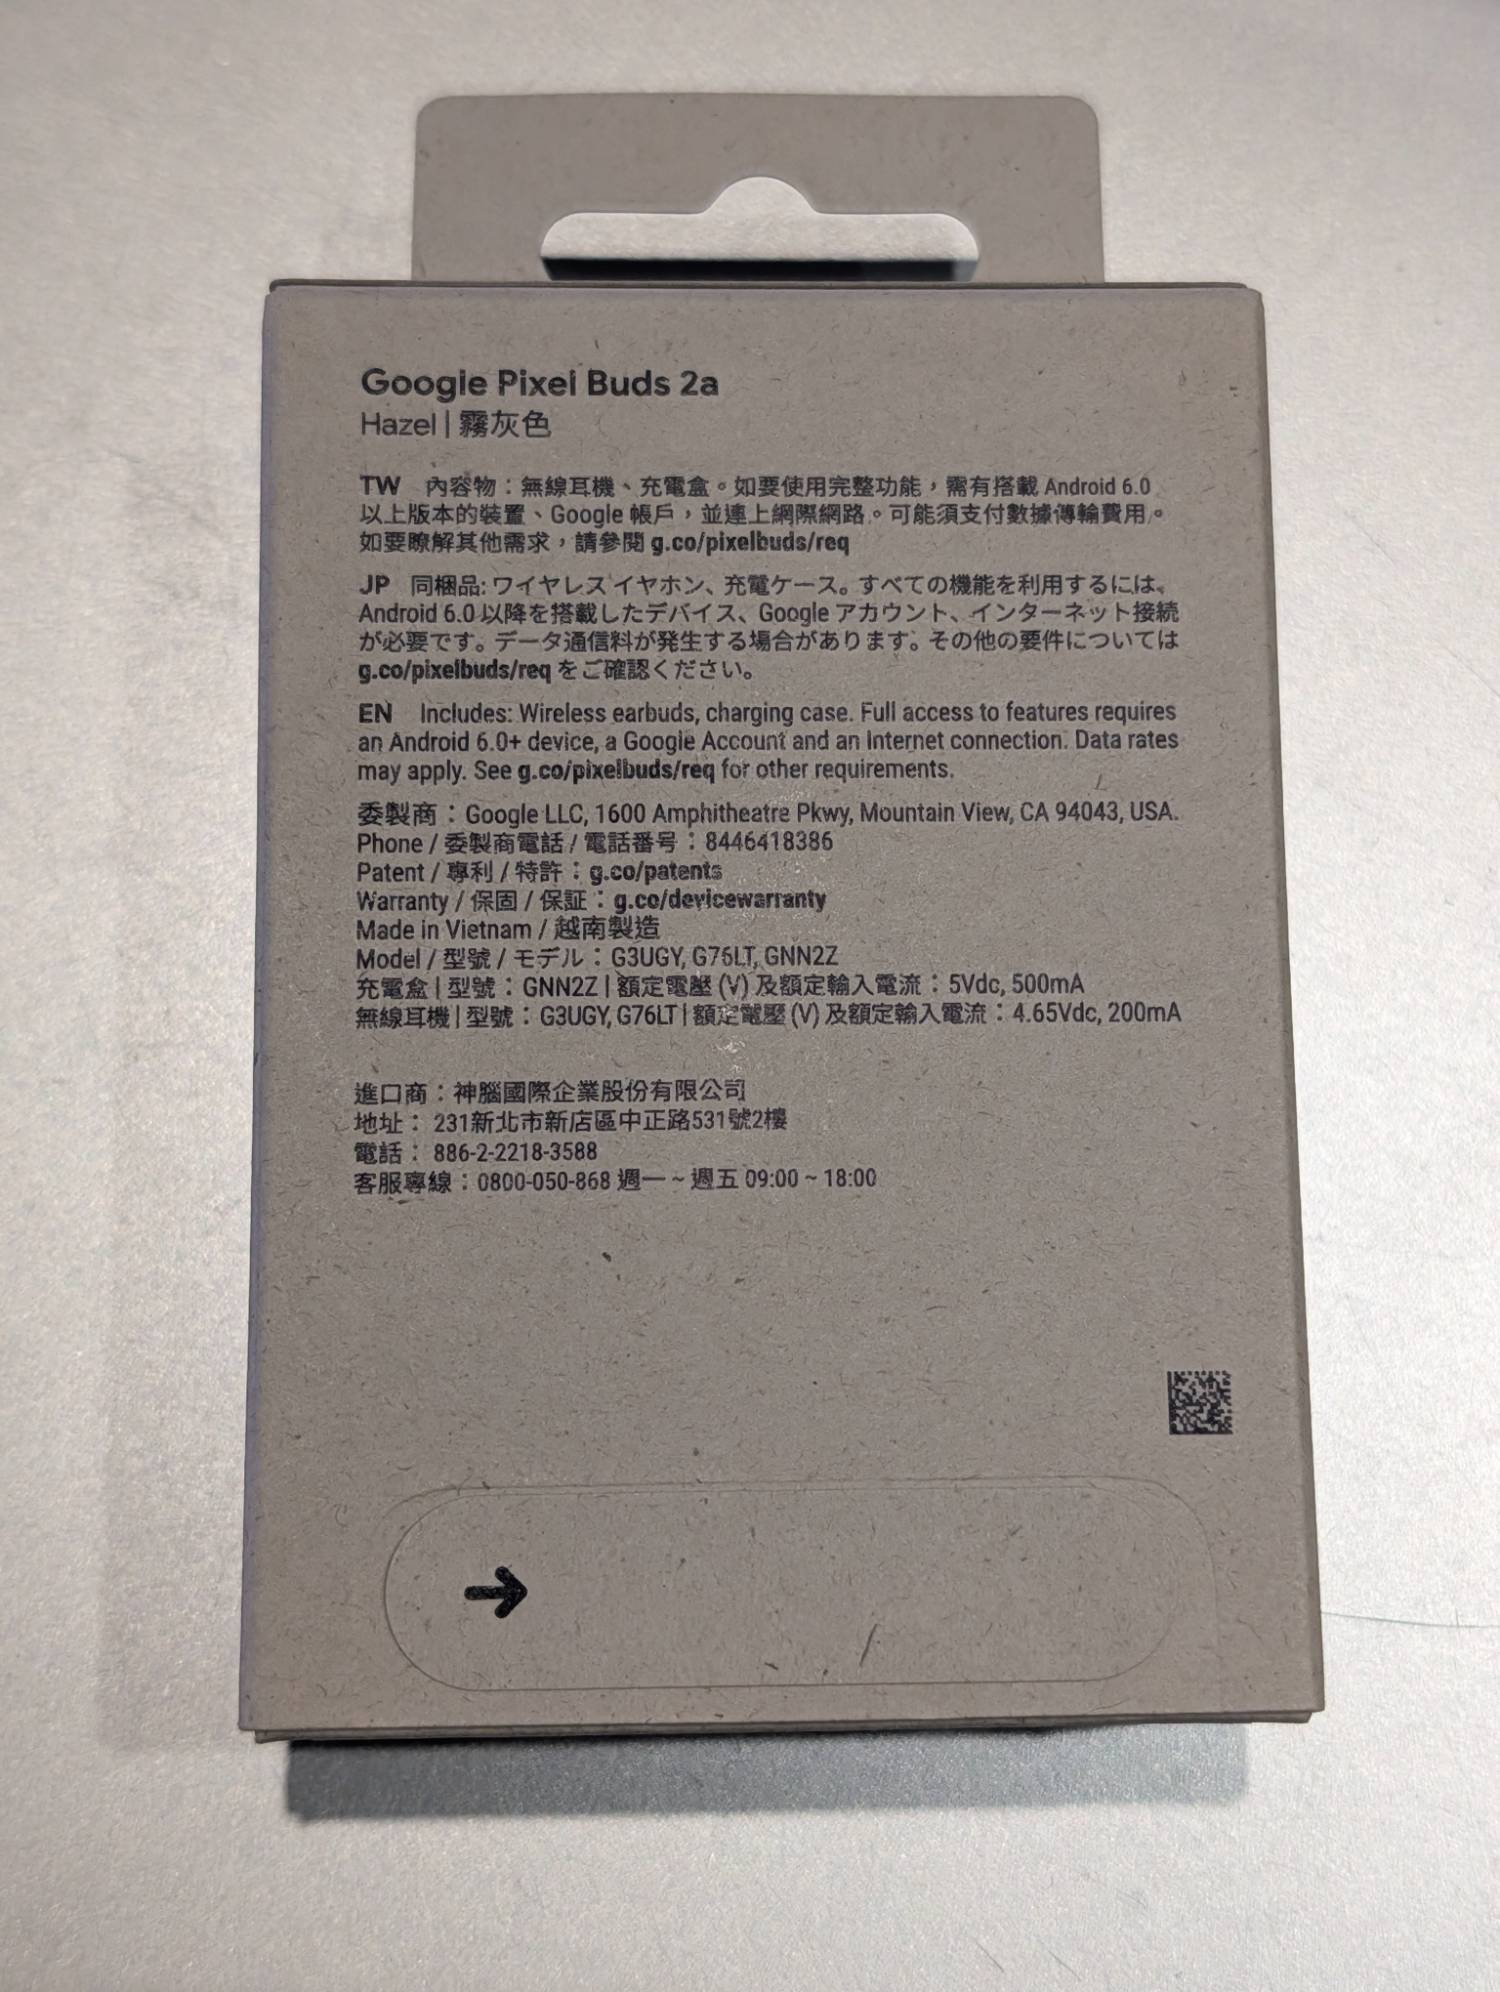 Google Pixel Buds 2a
Hazel | 霧灰色
TW 內容物：無線耳機、充電盒。如要使用完整功能，需有搭載 Android 6.0
以上版本的裝置、Google 帳戶，並連上網際網路。可能須支付數據傳輸費用。
如要瞭解其他需求，請參閱 g.co/pixelbuds/req
JP 同梱品: ワイヤレス イヤホン、充電ケース。すべての機能を利用するには、
Android 6.0 以降を搭載したデバイス、Google アカウント、インターネット接続
が必要です。データ通信料が発生する場合があります。その他の要件については
g.co/pixelbuds/req をご確認ください。
EN Includes: Wireless earbuds, charging case. Full access to features requires
an Android 6.0+ device, a Google Account and an Internet connection. Data rates
may apply. See g.co/pixelbuds/req for other requirements.
委製商：Google LLC, 1600 Amphitheatre Pkwy, Mountain View, CA 94043, USA.
Phone / 委製商電話 / 電話番号：8446418386
Patent / 專利 / 特許：g.co/patents
Warranty / 保固 / 保証：g.co/devicewarranty
Made in Vietnam / 越南製造
Model / 型號 / モデル：G3UGY, G76LT, GNN2Z
充電盒 | 型號：GNN2Z | 額定電壓 (V) 及額定輸入電流：5Vdc, 500mA
無線耳機 | 型號：G3UGY, G76LT | 額定電壓 (V) 及額定輸入電流：4.65Vdc, 200mA
進口商：神腦國際企業股份有限公司
地址： 231新北市新店區中正路531號2樓
電話： 886-2-2218-3588
客服專線：0800-050-868 週一 ~ 週五 09:00 ~ 18:00